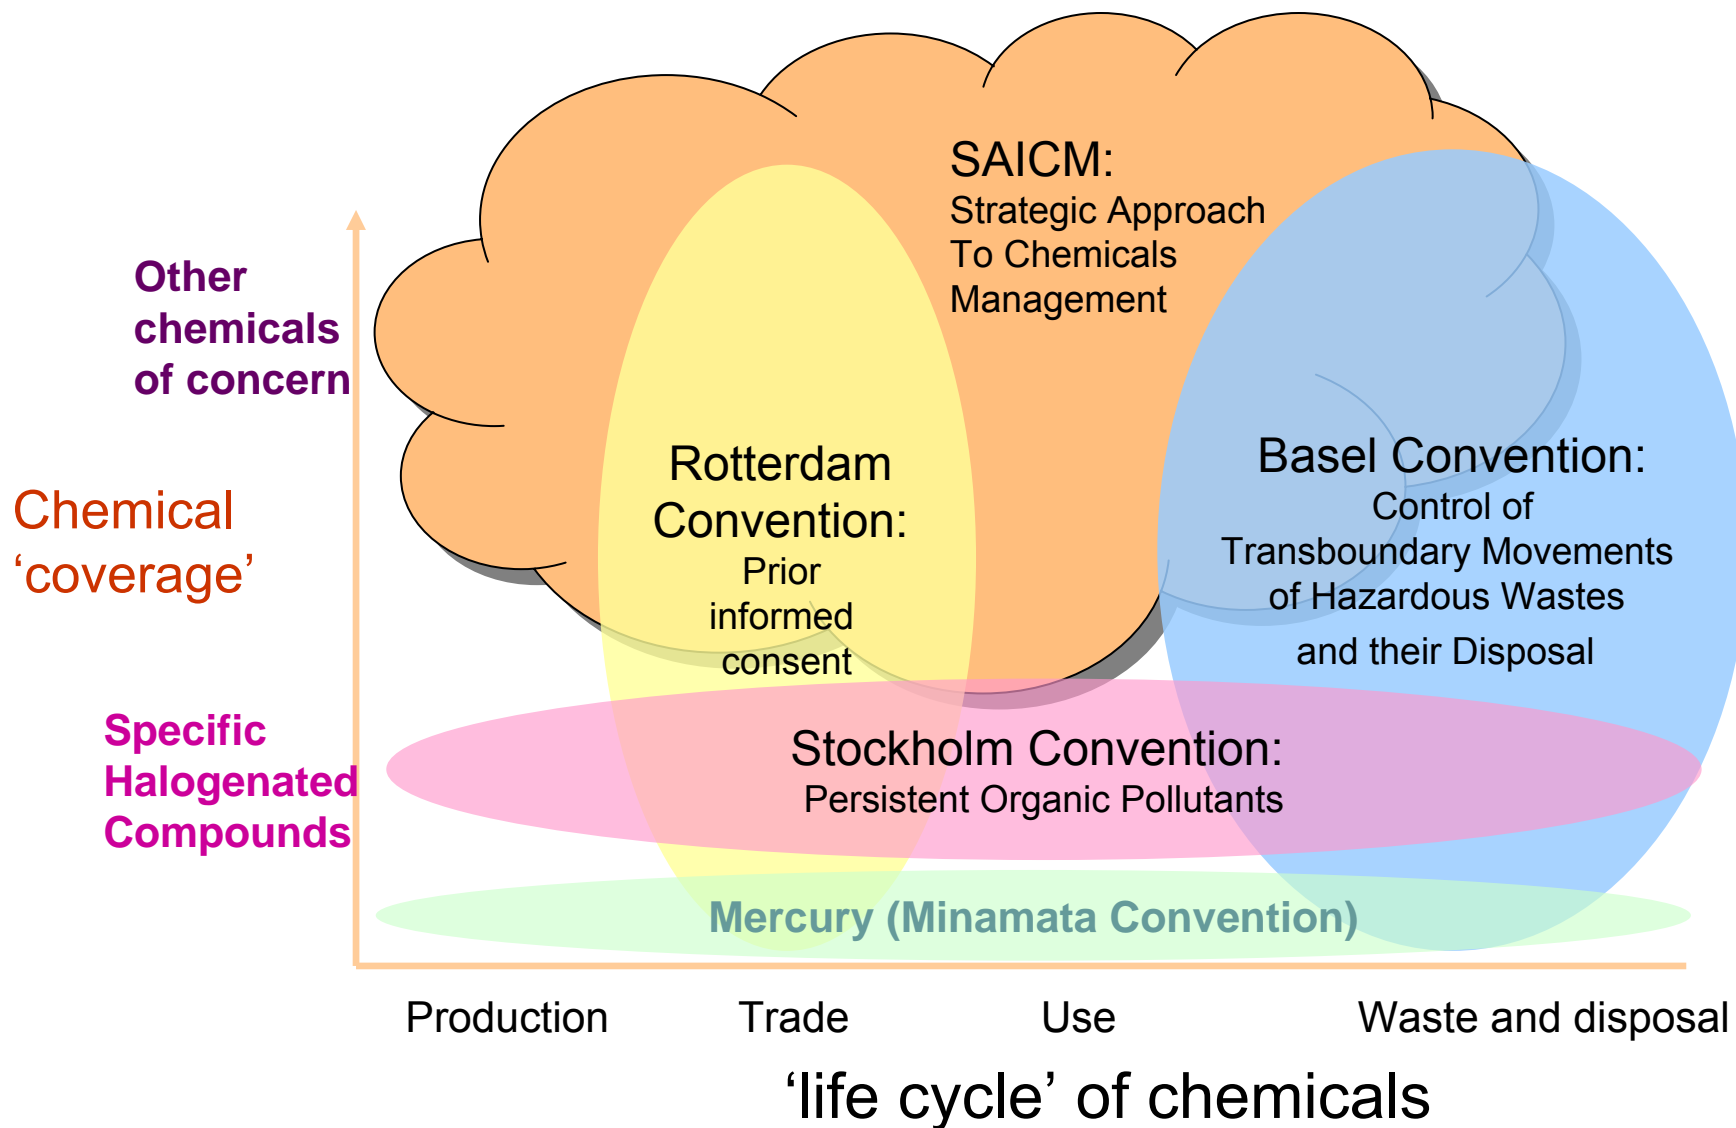 SAICM:
Strategic Approach
To Chemicals
Management
Other
chemicals
of concern
Chemical
‘coverage’
Rotterdam
Convention:
Prior
informed
consent
Basel Convention:
Control of
Transboundary Movements
of Hazardous Wastes
and their Disposal
Specific
Halogenated
Compounds
Stockholm Convention:
Persistent Organic Pollutants
Mercury (Minamata Convention)
Production
Trade
Use
Waste and disposal
‘life cycle’ of chemicals